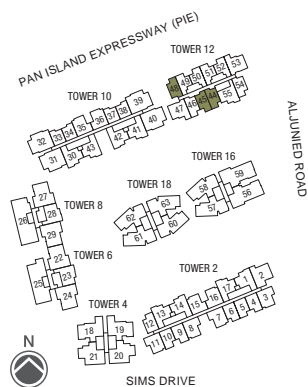 PAN ISLAND EXPRESSWAY (PIE)
TOWER 12
48 49 50 51 52 53
47 46 45 44 55 54
ALJUNIED ROAD
TOWER 10
32 33 34 35 36 37 38 39
31 30 43 42 41 40
TOWER 16
58 59
57 56
TOWER 18
62 63
61 60
TOWER 8
27
26 28
29
TOWER 6
22
25 23
24
TOWER 2
12 13 14 15 16 17 1 2
11 10 9 8 7 6 5 4 3
TOWER 4
18 19
21 20
N
SIMS DRIVE